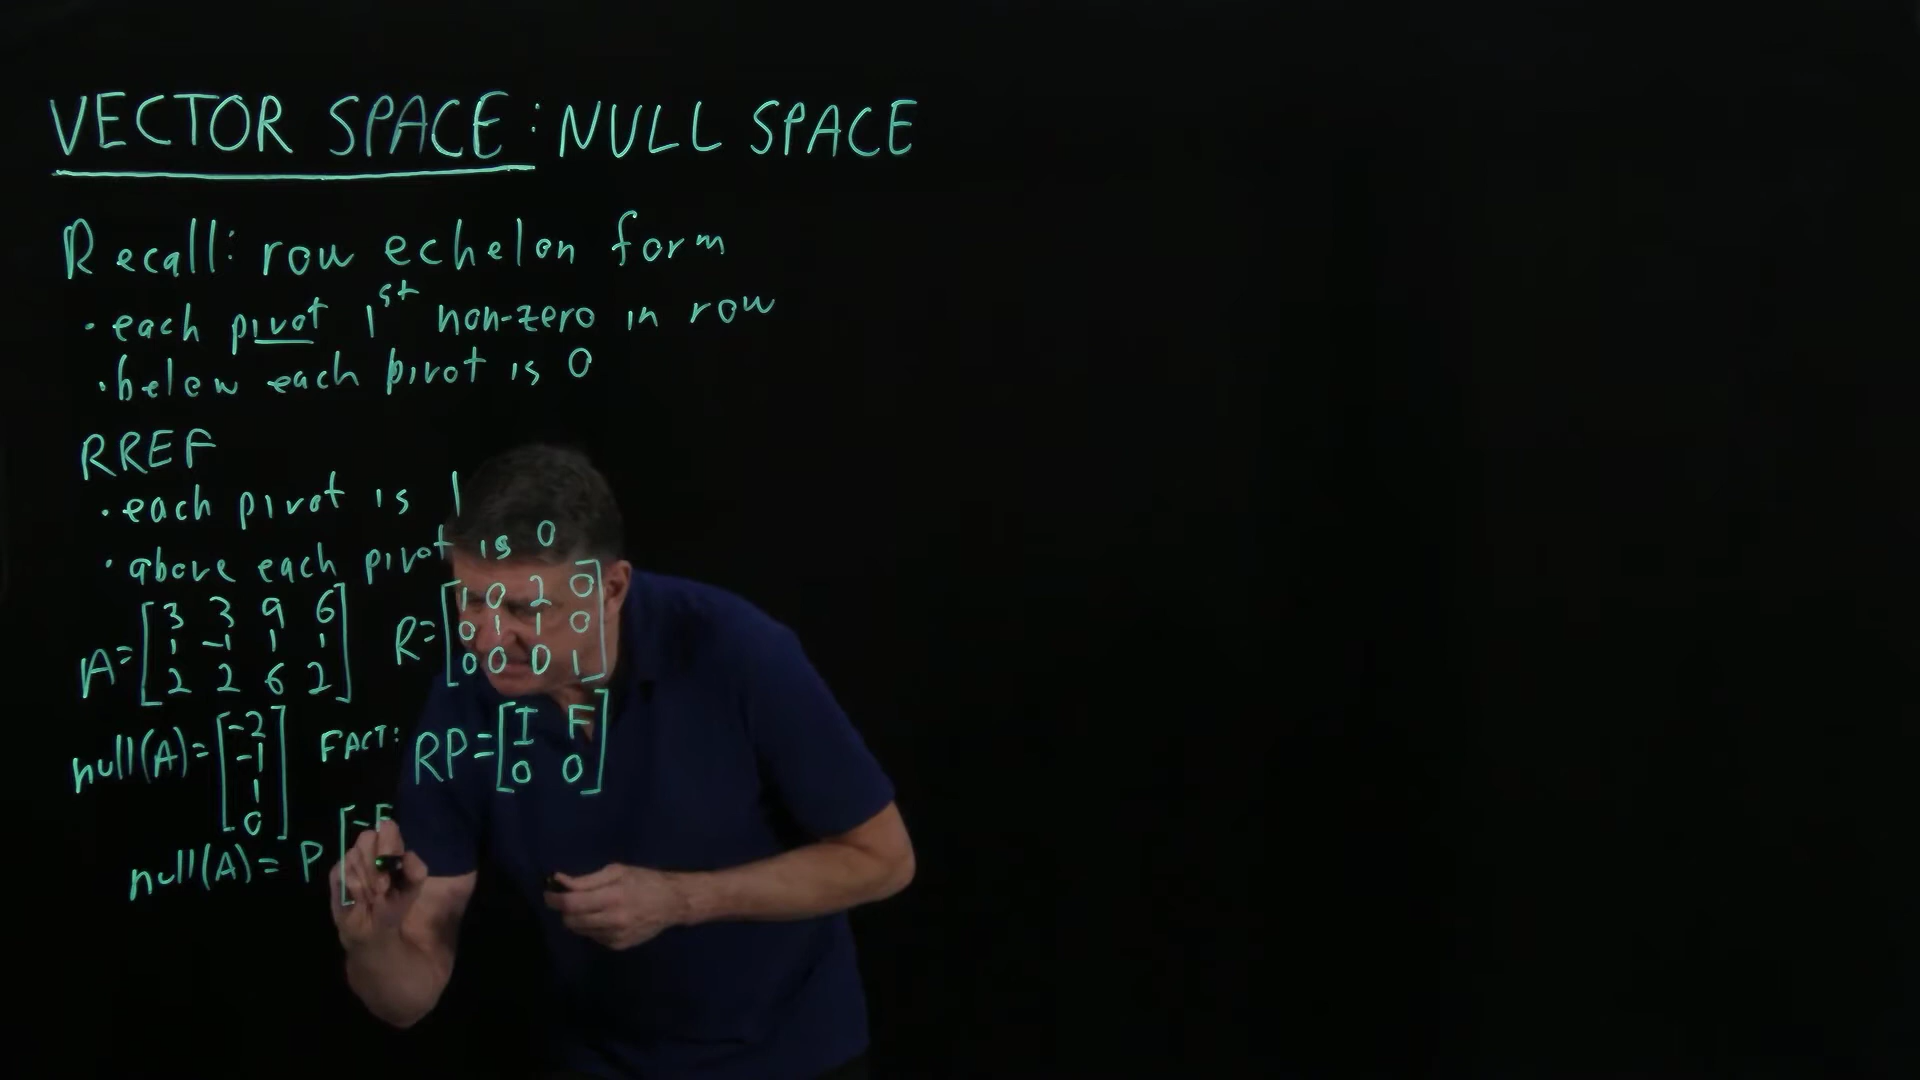 VECTOR SPACE: NULL SPACE
Recall: row echelon form
• each pivot 1st non-zero in row
• below each pivot is 0
RREF
• each pivot is 1
• above each pivot is 0
A = [3 3 9 6
1 -1 1 1
2 2 6 2]
R = [1 0 2 0
0 1 1 0
0 0 0 1]
null(A) = [-2
-1
1
0]
FACT: RP = [I F
0 0]
null(A) = P [-F